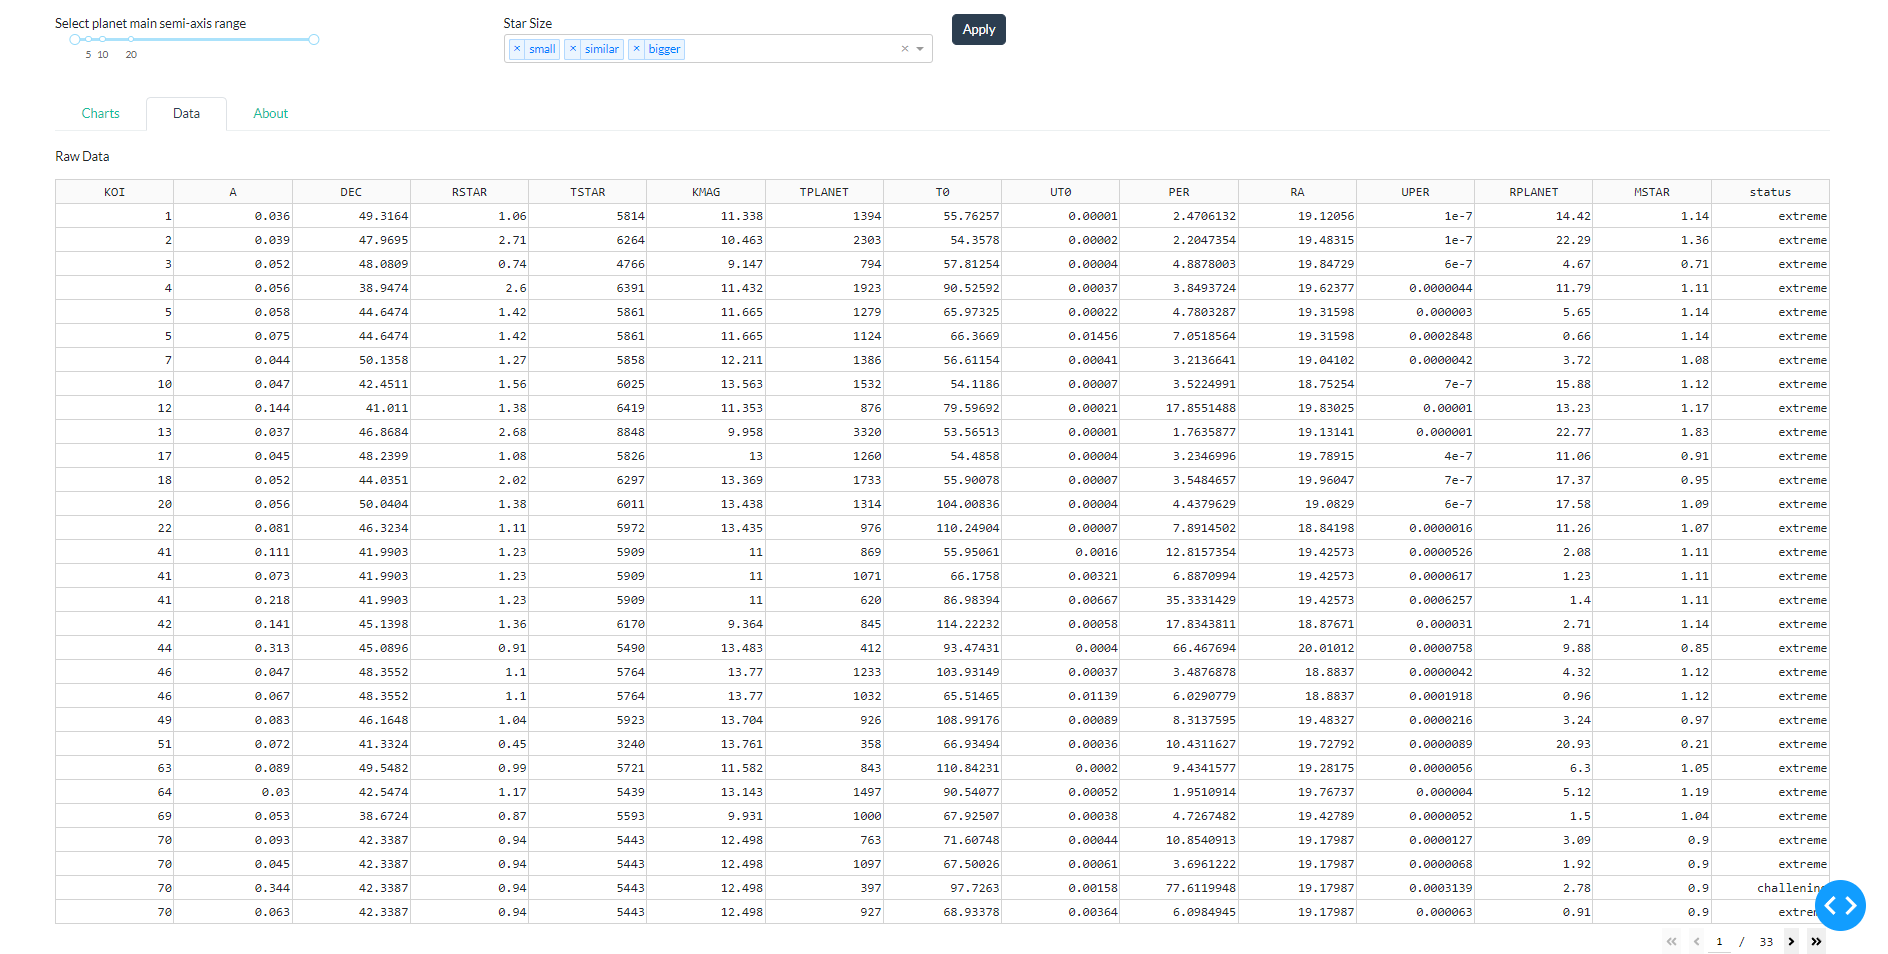 Select planet main semi-axis range
5 10 20
Star Size
× small × similar × bigger ×
Apply
Charts Data About
Raw Data
KOI A DEC RSTAR TSTAR KMAG TPLANET T0 UT0 PER RA UPER RPLANET MSTAR status
1 0.036 49.3164 1.06 5814 11.338 1394 55.76257 0.00001 2.4706132 19.12056 1e-7 14.42 1.14 extreme
2 0.039 47.9695 2.71 6264 10.463 2303 54.3578 0.00002 2.2047354 19.48315 1e-7 22.29 1.36 extreme
3 0.052 48.0809 0.74 4766 9.147 794 57.81254 0.00004 4.8878003 19.84729 6e-7 4.67 0.71 extreme
4 0.056 38.9474 2.6 6391 11.432 1923 90.52592 0.00037 3.8493724 19.62377 0.0000044 11.79 1.11 extreme
5 0.058 44.6474 1.42 5861 11.665 1279 65.97325 0.00022 4.7803287 19.31598 0.000003 5.65 1.14 extreme
5 0.075 44.6474 1.42 5861 11.665 1124 66.3669 0.01456 7.0518564 19.31598 0.0002848 0.66 1.14 extreme
7 0.044 50.1358 1.27 5858 12.211 1386 56.61154 0.00041 3.2136641 19.04102 0.0000042 3.72 1.08 extreme
10 0.047 42.4511 1.56 6025 13.563 1532 54.1186 0.00007 3.5224991 18.75254 7e-7 15.88 1.12 extreme
12 0.144 41.011 1.38 6419 11.353 876 79.59692 0.00021 17.8551488 19.83025 0.00001 13.23 1.17 extreme
13 0.037 46.8684 2.68 8848 9.958 3320 53.56513 0.00001 1.7635877 19.13141 0.000001 22.77 1.83 extreme
17 0.045 48.2399 1.08 5826 13 1260 54.4858 0.00004 3.2346996 19.78915 4e-7 11.06 0.91 extreme
18 0.052 44.0351 2.02 6297 13.369 1733 55.90078 0.00007 3.5484657 19.96047 7e-7 17.37 0.95 extreme
20 0.056 50.0404 1.38 6011 13.438 1314 104.00836 0.00004 4.4379629 19.0829 6e-7 17.58 1.09 extreme
22 0.081 46.3234 1.11 5972 13.435 976 110.24904 0.00007 7.8914502 18.84198 0.0000016 11.26 1.07 extreme
41 0.111 41.9903 1.23 5909 11 869 55.95061 0.0016 12.8157354 19.42573 0.0000526 2.08 1.11 extreme
41 0.073 41.9903 1.23 5909 11 1071 66.1758 0.00321 6.8870994 19.42573 0.0000617 1.23 1.11 extreme
41 0.218 41.9903 1.23 5909 11 620 86.98394 0.00667 35.3331429 19.42573 0.0006257 1.4 1.11 extreme
42 0.141 45.1398 1.36 6170 9.364 845 114.22232 0.00058 17.8343811 18.87671 0.000031 2.71 1.14 extreme
44 0.313 45.0896 0.91 5490 13.483 412 93.47431 0.0004 66.467694 20.01012 0.0000758 9.88 0.85 extreme
46 0.047 48.3552 1.1 5764 13.77 1233 103.93149 0.00037 3.4876878 18.8837 0.0000042 4.32 1.12 extreme
46 0.067 48.3552 1.1 5764 13.77 1032 65.51465 0.01139 6.0290779 18.8837 0.0001918 0.96 1.12 extreme
49 0.083 46.1648 1.04 5923 13.704 926 108.99176 0.00089 8.3137595 19.48327 0.0000216 3.24 0.97 extreme
51 0.072 41.3324 0.45 3240 13.761 358 66.93494 0.00036 10.4311627 19.72792 0.0000089 20.93 0.21 extreme
63 0.089 49.5482 0.99 5721 11.582 843 110.84231 0.0002 9.4341577 19.28175 0.0000056 6.3 1.05 extreme
64 0.03 42.5474 1.17 5439 13.143 1497 90.54077 0.00052 1.9510914 19.76737 0.000004 5.12 1.19 extreme
69 0.053 38.6724 0.87 5593 9.931 1000 67.92507 0.00038 4.7267482 19.42789 0.0000052 1.5 1.04 extreme
70 0.093 42.3387 0.94 5443 12.498 763 71.60748 0.00044 10.8540913 19.17987 0.0000127 3.09 0.9 extreme
70 0.045 42.3387 0.94 5443 12.498 1097 67.50026 0.00061 3.6961222 19.17987 0.0000068 1.92 0.9 extreme
70 0.344 42.3387 0.94 5443 12.498 397 97.7263 0.00158 77.6119948 19.17987 0.0003139 2.78 0.9 challenin
70 0.063 42.3387 0.94 5443 12.498 927 68.93378 0.00364 6.0984945 19.17987 0.000063 0.91 0.9 extre
« ‹ 1 / 33 › »